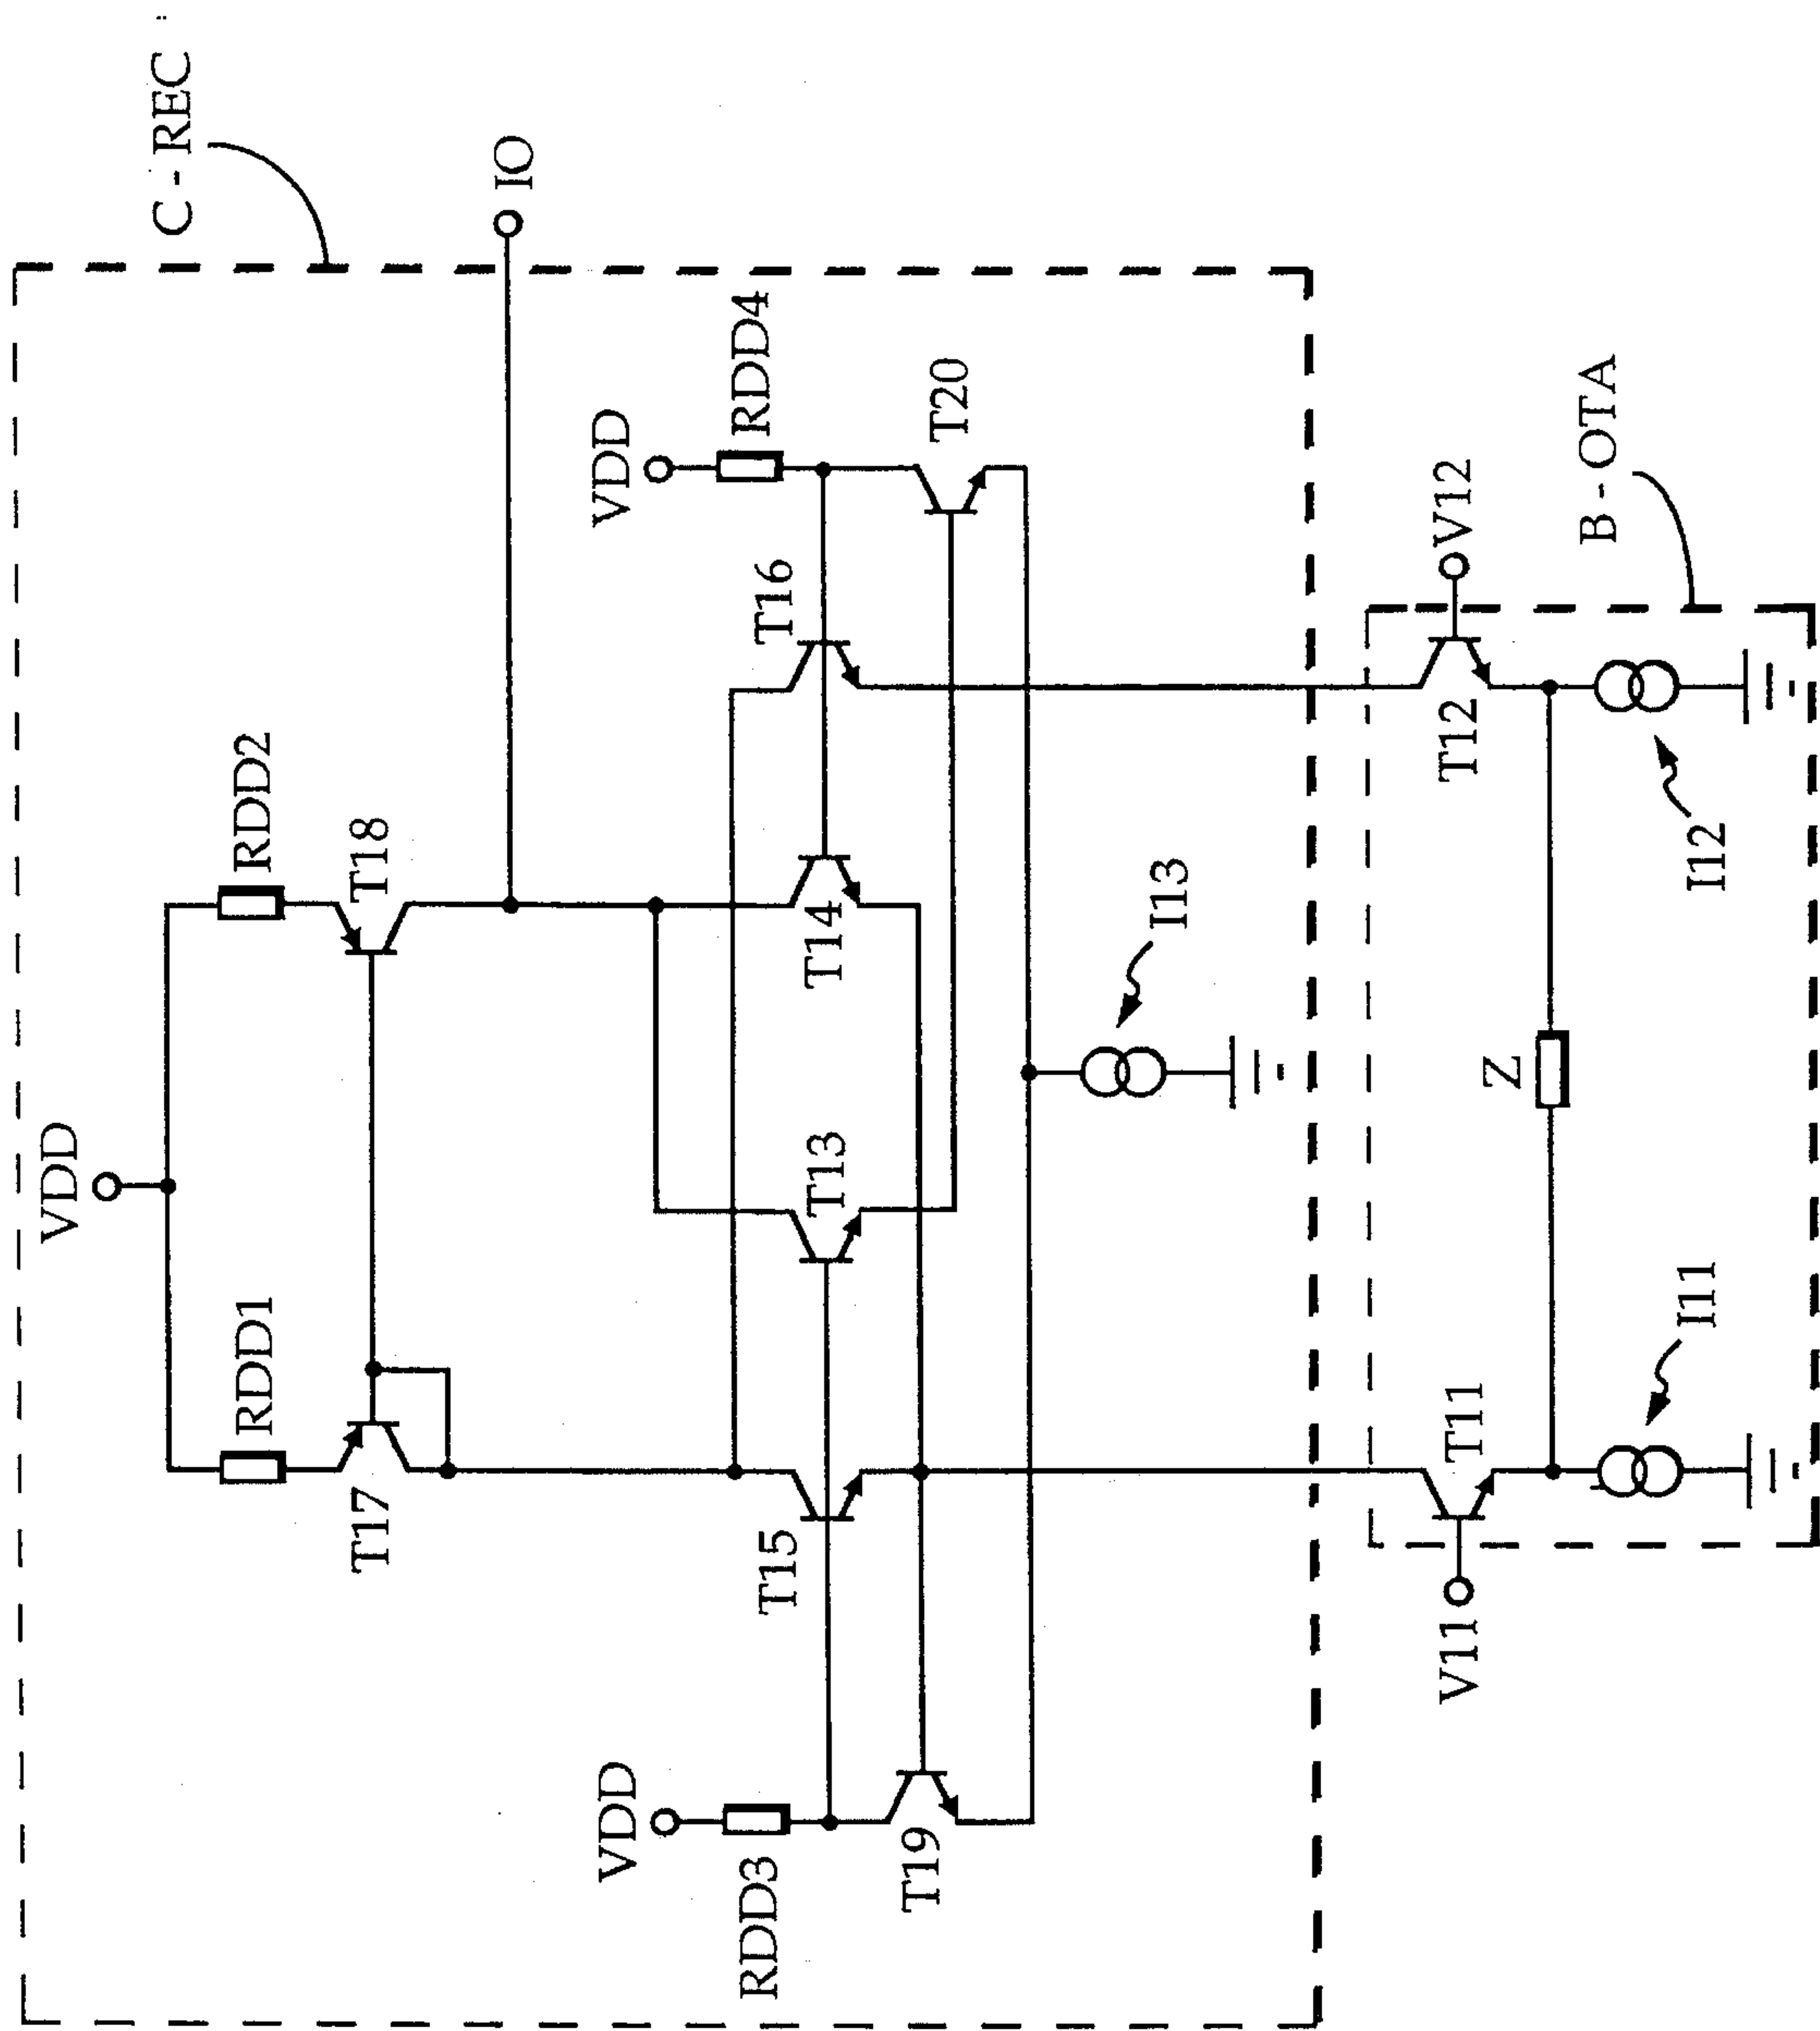 C - REC
VDD
RDD1
RDD2
T17
T18
IO
VDD
VDD
RDD3
RDD4
T15
T13
T14
T16
T19
T20
I13
B - OTA
V11
T11
T12
V12
Z
I11
I12